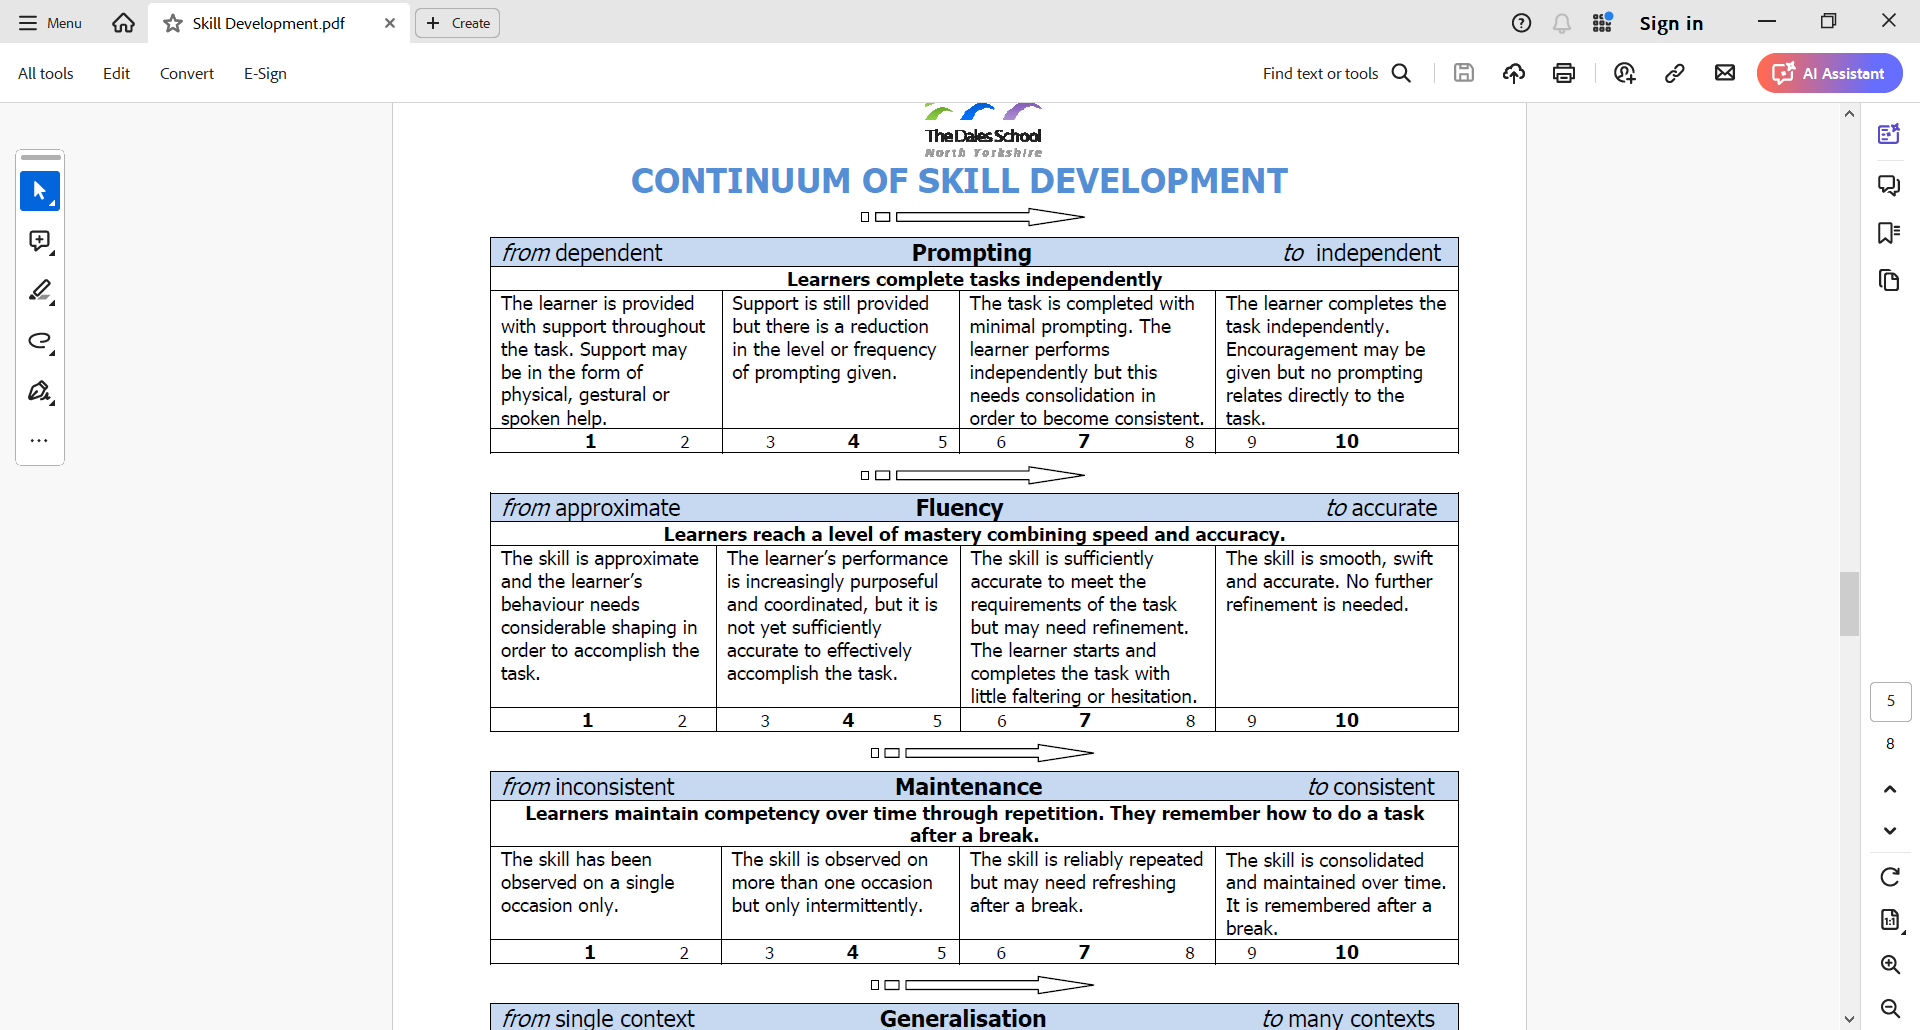 Menu
Skill Development.pdf
Create
Sign in
All tools
Edit
Convert
E-Sign
Find text or tools
AI Assistant
The Dales School
North Yorkshire
CONTINUUM OF SKILL DEVELOPMENT
from dependent Prompting to independent
Learners complete tasks independently
The learner is provided
with support throughout
the task. Support may
be in the form of
physical, gestural or
spoken help.
Support is still provided
but there is a reduction
in the level or frequency
of prompting given.
The task is completed with
minimal prompting. The
learner performs
independently but this
needs consolidation in
order to become consistent.
The learner completes the
task independently.
Encouragement may be
given but no prompting
relates directly to the
task.
1 2 3 4 5 6 7 8 9 10
from approximate Fluency to accurate
Learners reach a level of mastery combining speed and accuracy.
The skill is approximate
and the learner’s
behaviour needs
considerable shaping in
order to accomplish the
task.
The learner’s performance
is increasingly purposeful
and coordinated, but it is
not yet sufficiently
accurate to effectively
accomplish the task.
The skill is sufficiently
accurate to meet the
requirements of the task
but may need refinement.
The learner starts and
completes the task with
little faltering or hesitation.
The skill is smooth, swift
and accurate. No further
refinement is needed.
1 2 3 4 5 6 7 8 9 10
from inconsistent Maintenance to consistent
Learners maintain competency over time through repetition. They remember how to do a task
after a break.
The skill has been
observed on a single
occasion only.
The skill is observed on
more than one occasion
but only intermittently.
The skill is reliably repeated
but may need refreshing
after a break.
The skill is consolidated
and maintained over time.
It is remembered after a
break.
1 2 3 4 5 6 7 8 9 10
from single context Generalisation to many contexts
5
8
1:1